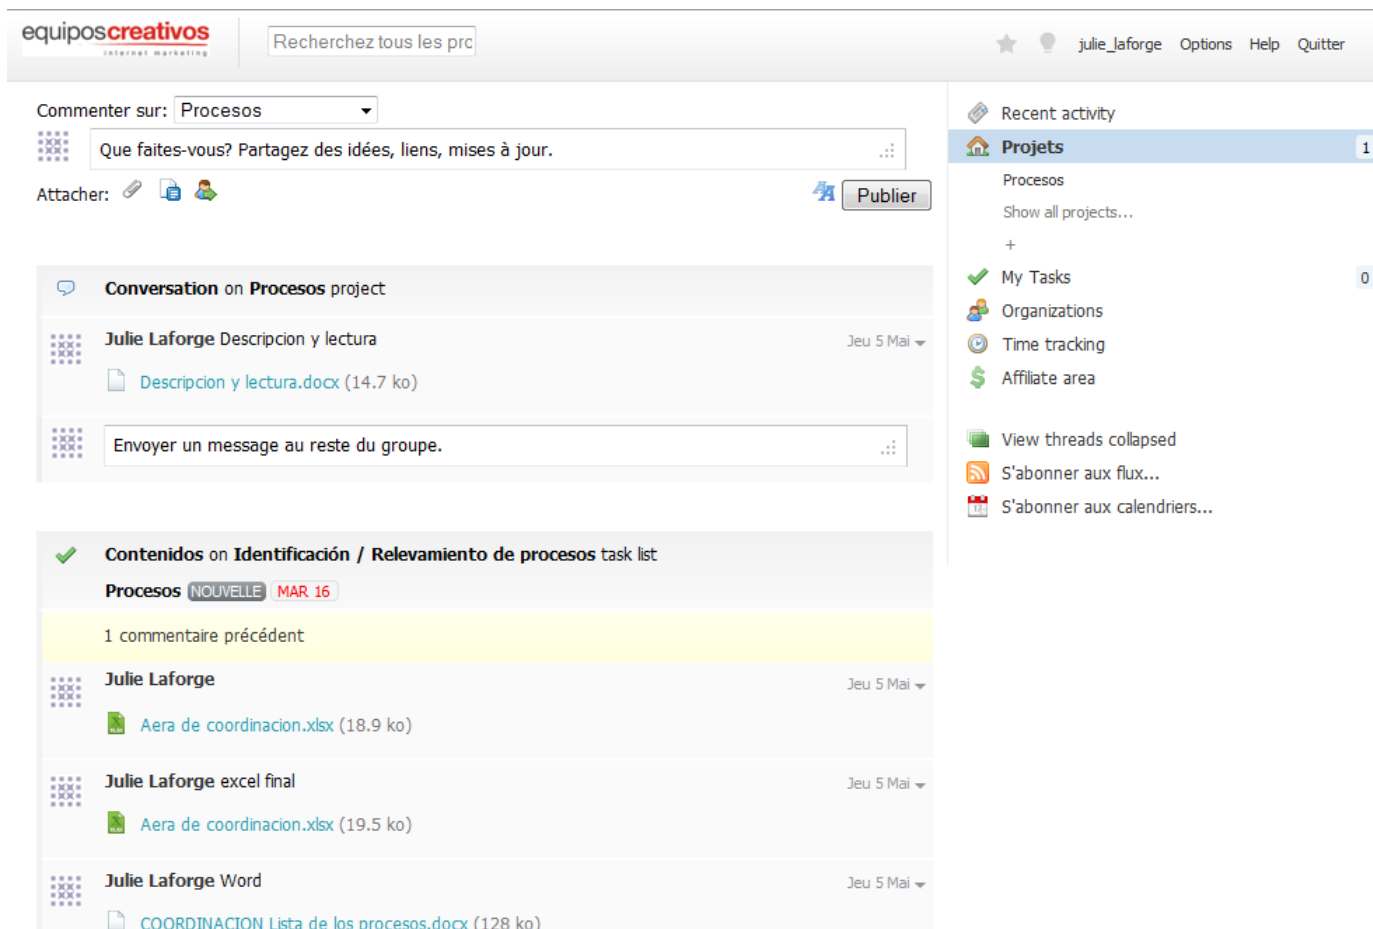 equiposcreativos
internet marketing
Recherchez tous les prc
julie_laforge Options Help Quitter
Commenter sur: Procesos
Que faites-vous? Partagez des idées, liens, mises à jour.
Attacher:
Publier
Conversation on Procesos project
Julie Laforge Descripcion y lectura
Jeu 5 Mai
Descripcion y lectura.docx (14.7 ko)
Envoyer un message au reste du groupe.
Contenidos on Identificación / Relevamiento de procesos task list
Procesos NOUVELLE MAR 16
1 commentaire précédent
Julie Laforge
Jeu 5 Mai
Aera de coordinacion.xlsx (18.9 ko)
Julie Laforge excel final
Jeu 5 Mai
Aera de coordinacion.xlsx (19.5 ko)
Julie Laforge Word
Jeu 5 Mai
COORDINACION Lista de los procesos.docx (128 ko)
Recent activity
Projets 1
Procesos
Show all projects...
+
My Tasks 0
Organizations
Time tracking
Affiliate area
View threads collapsed
S'abonner aux flux...
S'abonner aux calendriers...